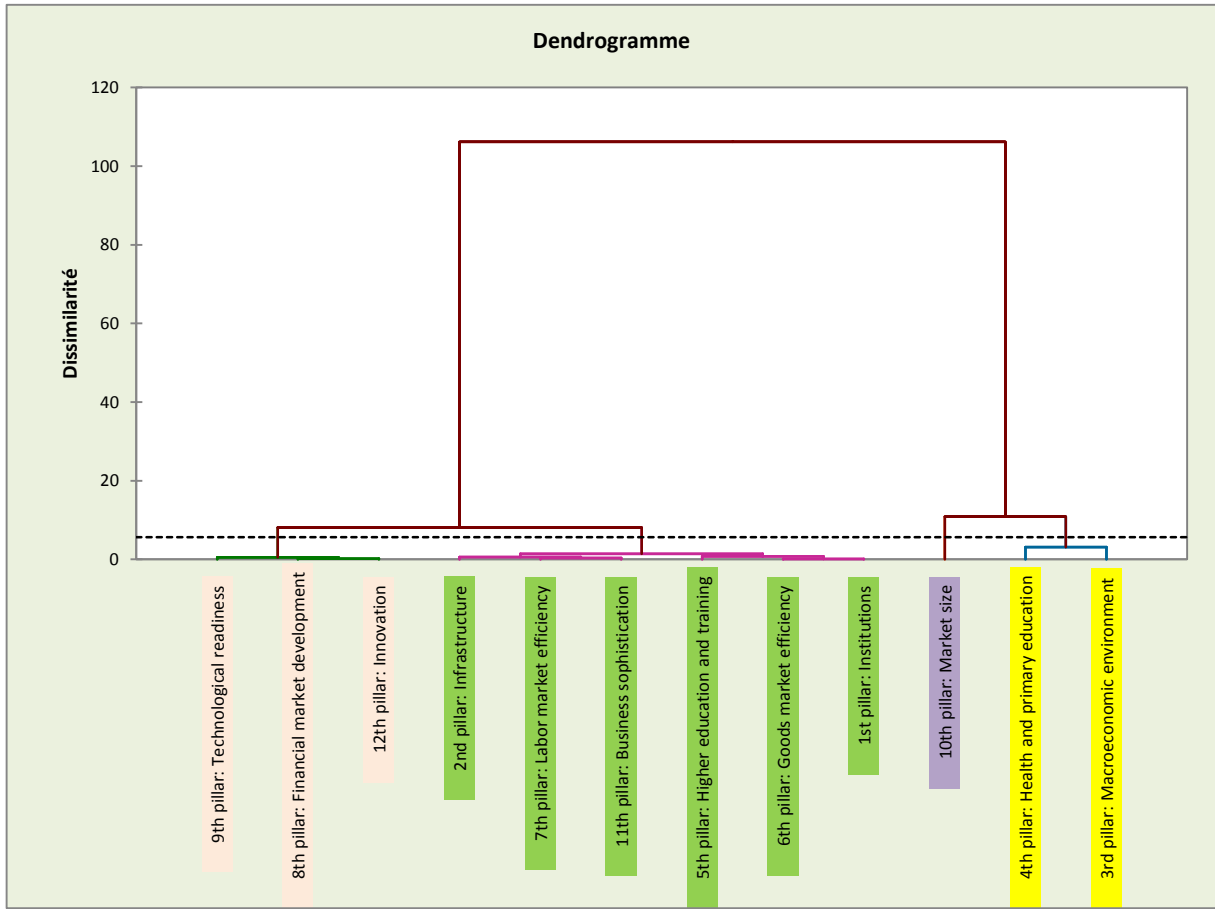 Dendrogramme
120
100
80
60
40
20
0
Dissimilarité
9th pillar: Technological readiness
8th pillar: Financial market development
12th pillar: Innovation
2nd pillar: Infrastructure
7th pillar: Labor market efficiency
11th pillar: Business sophistication
5th pillar: Higher education and training
6th pillar: Goods market efficiency
1st pillar: Institutions
10th pillar: Market size
4th pillar: Health and primary education
3rd pillar: Macroeconomic environment